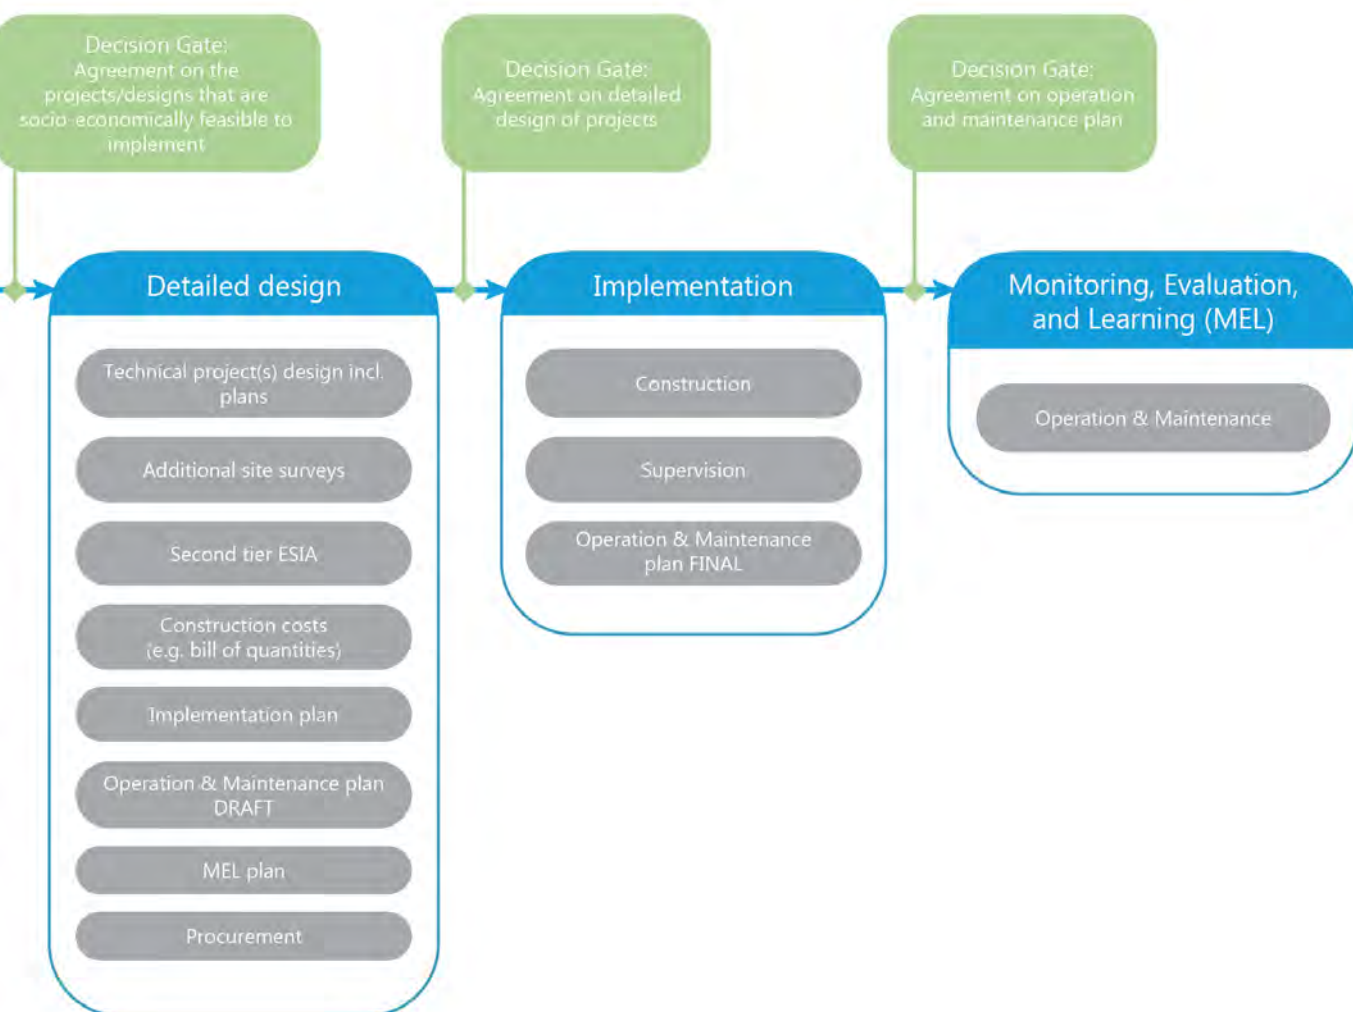 Decision Gate:
Agreement on the
projects/designs that are
socio-economically feasible to
implement
Decision Gate:
Agreement on detailed
design of projects
Decision Gate:
Agreement on operation
and maintenance plan
Detailed design
Technical project(s) design incl.
plans
Additional site surveys
Second tier ESIA
Construction costs
(e.g. bill of quantities)
Implementation plan
Operation & Maintenance plan
DRAFT
MEL plan
Procurement
Implementation
Construction
Supervision
Operation & Maintenance
plan FINAL
Monitoring, Evaluation,
and Learning (MEL)
Operation & Maintenance